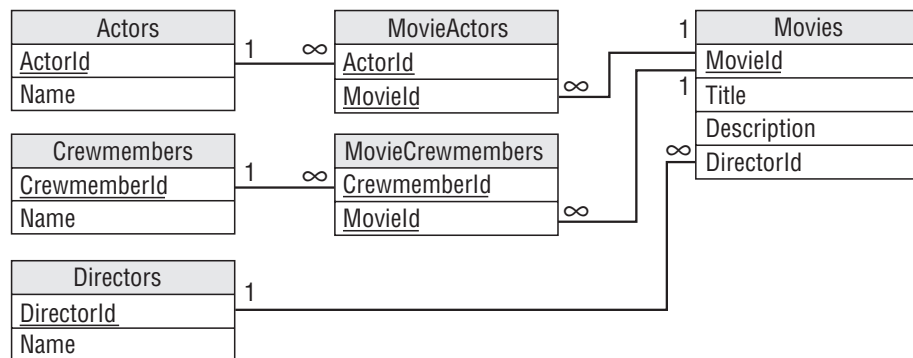 Actors
ActorId
Name
1
∞
MovieActors
ActorId
MovieId
∞
1
Movies
MovieId
1
Title
Description
∞
DirectorId
Crewmembers
CrewmemberId
Name
1
∞
MovieCrewmembers
CrewmemberId
MovieId
∞
Directors
DirectorId
Name
1